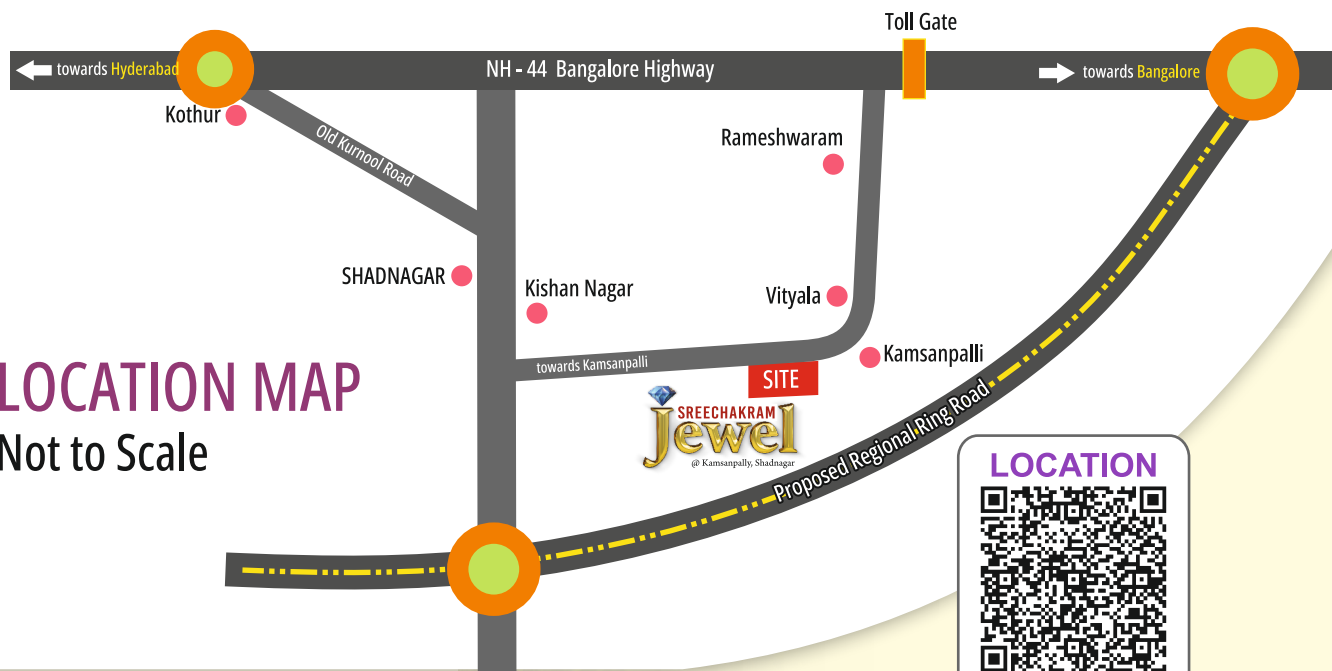 Toll Gate
towards Hyderabad
NH - 44 Bangalore Highway
towards Bangalore
Kothur
Old Kurnool Road
Rameshwaram
SHADNAGAR
Kishan Nagar
Vityala
towards Kamsanpalli
Kamsanpalli
SITE
LOCATION MAP
Not to Scale
SREECHAKRAM
Jewel
@ Kamsanpally, Shadnagar
Proposed Regional Ring Road
LOCATION